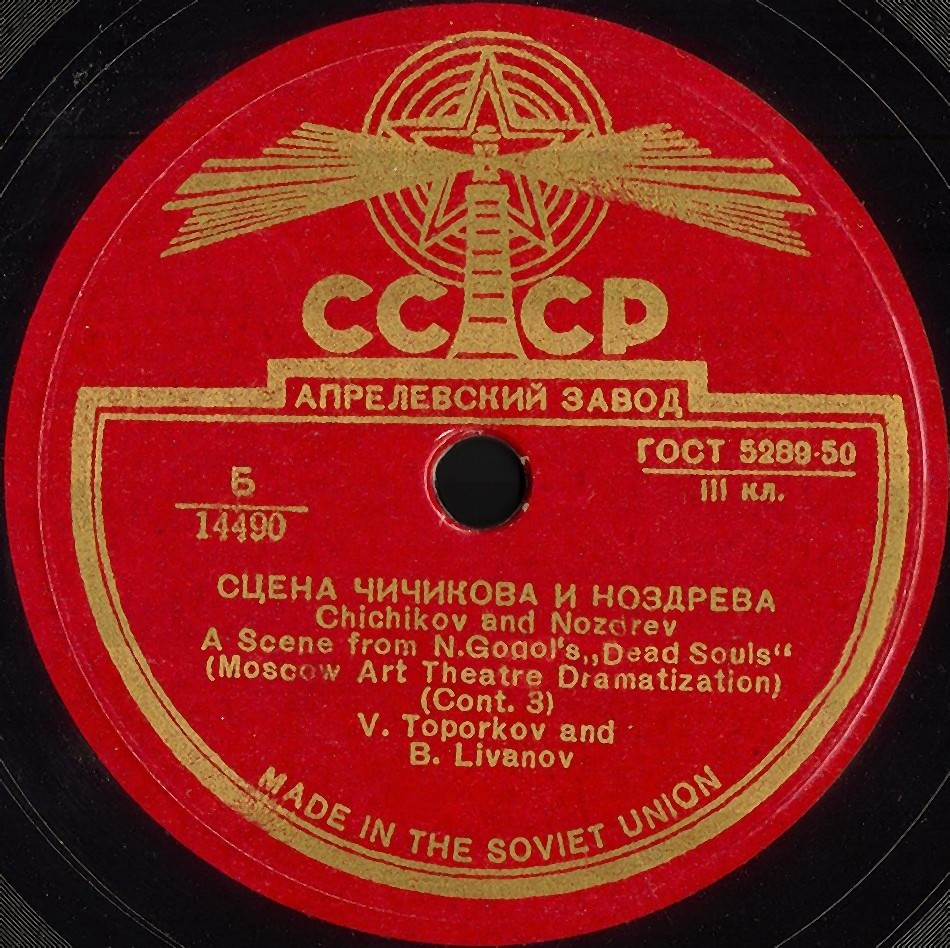 СССР
АПРЕЛЕВСКИЙ ЗАВОД
ГОСТ 5289-50
III кл.
Б
14490
СЦЕНА ЧИЧИКОВА И НОЗДРЕВА
Chichikov and Nozdrev
A Scene from N.Gogol's„Dead Souls“
(Moscow Art Theatre Dramatization)
(Cont. 3)
V. Toporkov and
B. Livanov
MADE IN THE SOVIET UNION